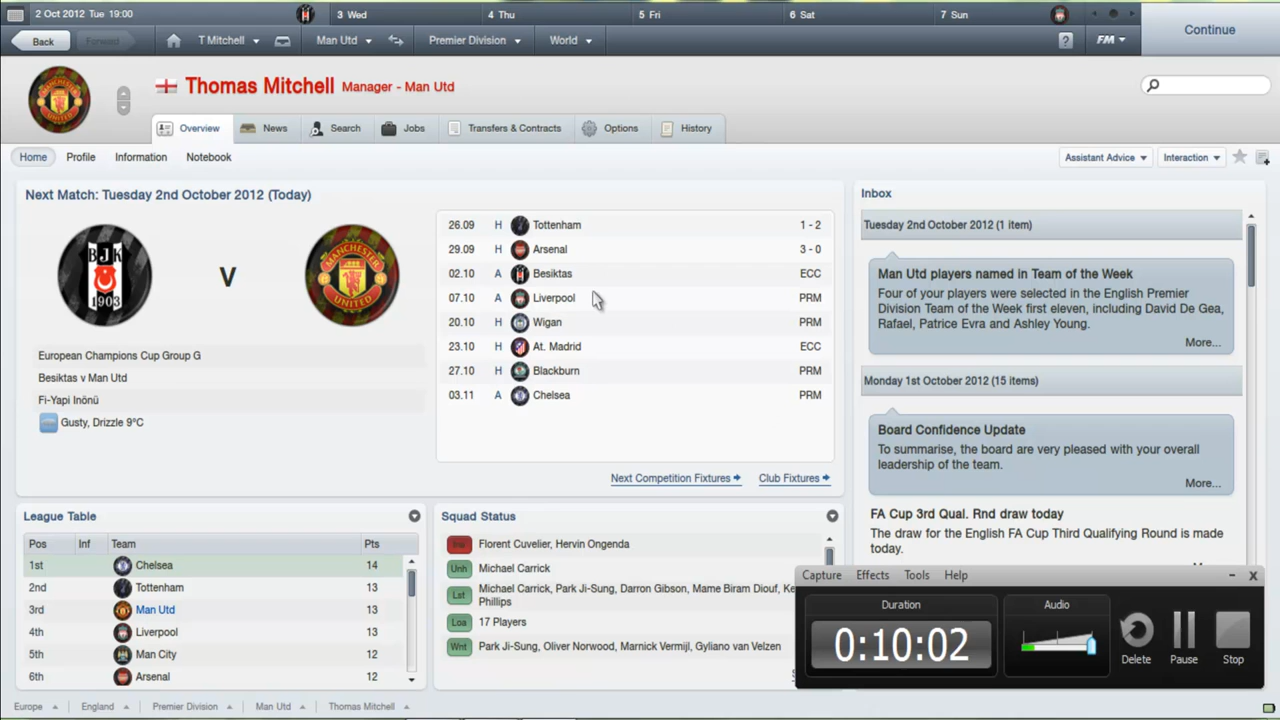 2 Oct 2012 Tue 19:00 3 Wed 4 Thu 5 Fri 6 Sat 7 Sun
Continue
Back Forward T Mitchell Man Utd Premier Division World ? FM
Thomas Mitchell Manager - Man Utd
Overview News Search Jobs Transfers & Contracts Options History
Home Profile Information Notebook Assistant Advice Interaction
Next Match: Tuesday 2nd October 2012 (Today)
BJK
1903
V
MANCHESTER
UNITED
European Champions Cup Group G
Besiktas v Man Utd
Fi-Yapi Inönü
Gusty, Drizzle 9°C
26.09 H Tottenham 1 - 2
29.09 H Arsenal 3 - 0
02.10 A Besiktas ECC
07.10 A Liverpool PRM
20.10 H Wigan PRM
23.10 H At. Madrid ECC
27.10 H Blackburn PRM
03.11 A Chelsea PRM
Next Competition Fixtures Club Fixtures
Inbox
Tuesday 2nd October 2012 (1 item)
Man Utd players named in Team of the Week
Four of your players were selected in the English Premier
Division Team of the Week first eleven, including David De Gea,
Rafael, Patrice Evra and Ashley Young.
More...
Monday 1st October 2012 (15 items)
Board Confidence Update
To summarise, the board are very pleased with your overall
leadership of the team.
More...
FA Cup 3rd Qual. Rnd draw today
The draw for the English FA Cup Third Qualifying Round is made
today.
League Table
Pos Inf Team Pts
1st Chelsea 14
2nd Tottenham 13
3rd Man Utd 13
4th Liverpool 13
5th Man City 12
6th Arsenal 12
Squad Status
Inj Florent Cuvelier, Hervin Ongenda
Unh Michael Carrick
Lst Michael Carrick, Park Ji-Sung, Darron Gibson, Mame Biram Diouf, Ke
Phillips
Loa 17 Players
Wnt Park Ji-Sung, Oliver Norwood, Marnick Vermijl, Gyliano van Velzen
Capture Effects Tools Help
Duration
0:10:02
Audio
Delete Pause Stop
Europe England Premier Division Man Utd Thomas Mitchell